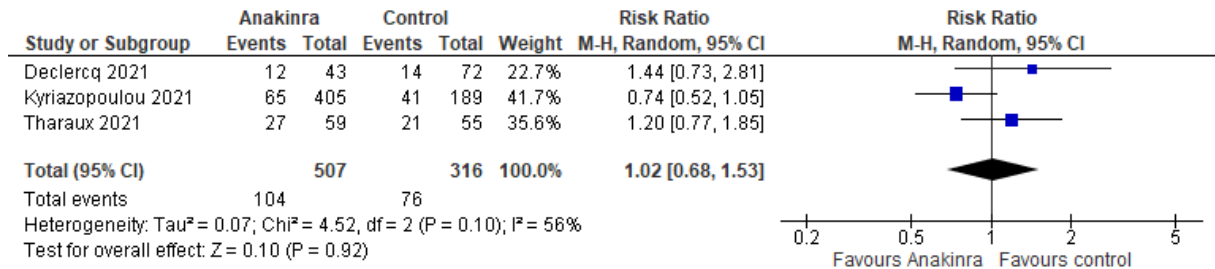 Anakinra Control Risk Ratio Risk Ratio
Study or Subgroup Events Total Events Total Weight M-H, Random, 95% CI M-H, Random, 95% CI
Declercq 2021 12 43 14 72 22.7% 1.44 [0.73, 2.81]
Kyriazopoulou 2021 65 405 41 189 41.7% 0.74 [0.52, 1.05]
Tharaux 2021 27 59 21 55 35.6% 1.20 [0.77, 1.85]
Total (95% CI) 507 316 100.0% 1.02 [0.68, 1.53]
Total events 104 76
Heterogeneity: Tau² = 0.07; Chi² = 4.52, df = 2 (P = 0.10); I² = 56%
Test for overall effect: Z = 0.10 (P = 0.92)
0.2 0.5 1 2 5
Favours Anakinra Favours control